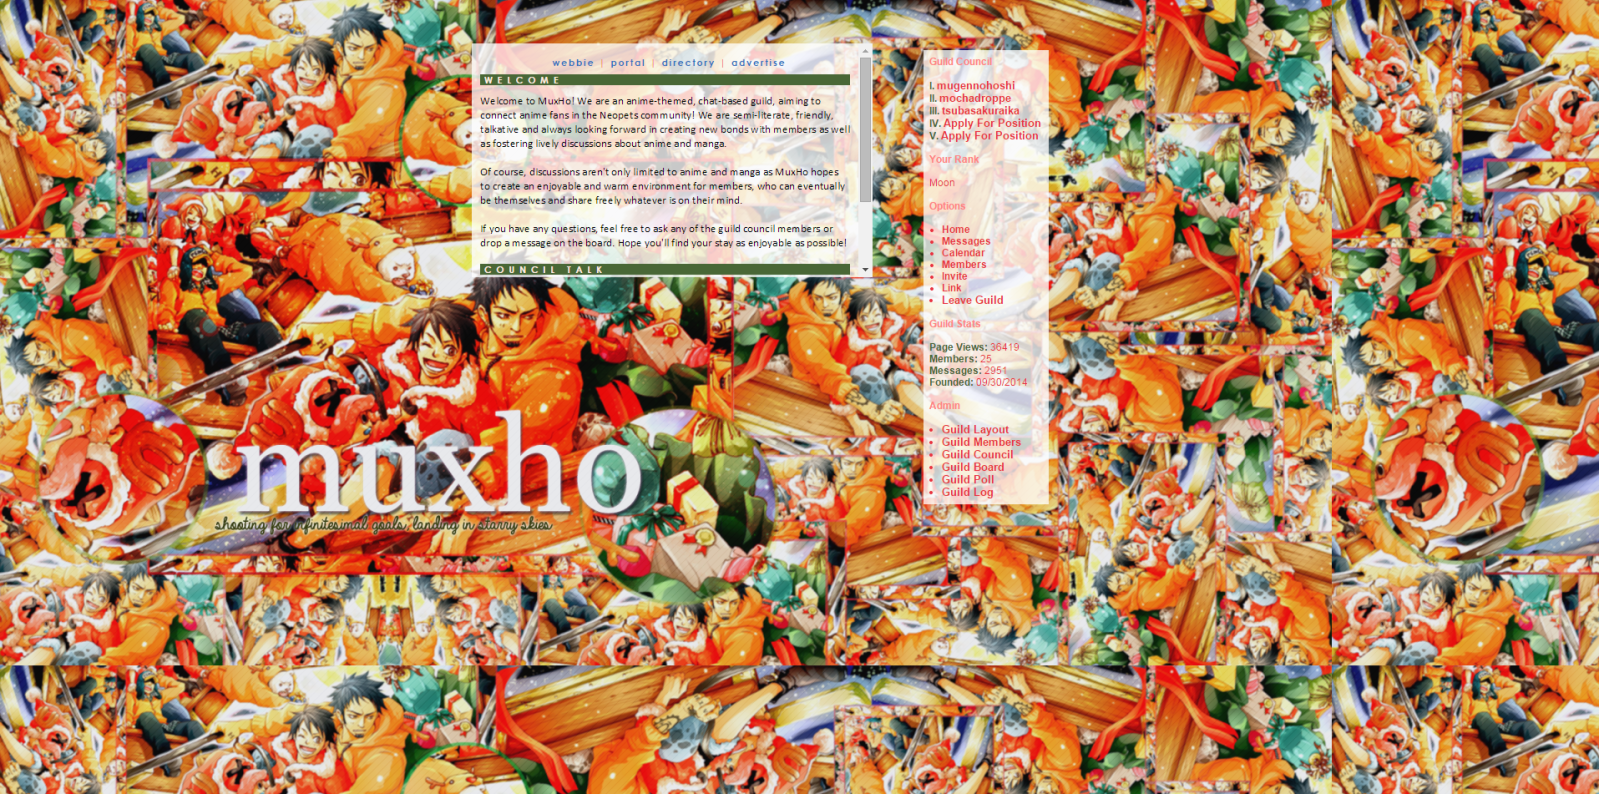 webbie | portal | directory | advertise
WELCOME
Welcome to MuxHo! We are an anime-themed, chat-based guild, aiming to
connect anime fans in the Neopets community! We are semi-literate, friendly,
talkative and always looking forward in creating new bonds with members as well
as fostering lively discussions about anime and manga.
Of course, discussions aren't only limited to anime and manga as MuxHo hopes
to create an enjoyable and warm environment for members, who can eventually
be themselves and share freely whatever is on their mind.
If you have any questions, feel free to ask any of the guild council members or
drop a message on the board. Hope you'll find your stay as enjoyable as possible!
COUNCIL TALK
muxho
shooting for infinitesimal goals, landing in starry skies
Guild Council
I. mugennohoshi
II. mochadroppe
III. tsubasakuraika
IV. Apply For Position
V. Apply For Position
Your Rank
Moon
Options
• Home
• Messages
• Calendar
• Members
• Invite
• Link
• Leave Guild
Guild Stats
Page Views: 36419
Members: 25
Messages: 2951
Founded: 09/30/2014
Admin
• Guild Layout
• Guild Members
• Guild Council
• Guild Board
• Guild Poll
• Guild Log